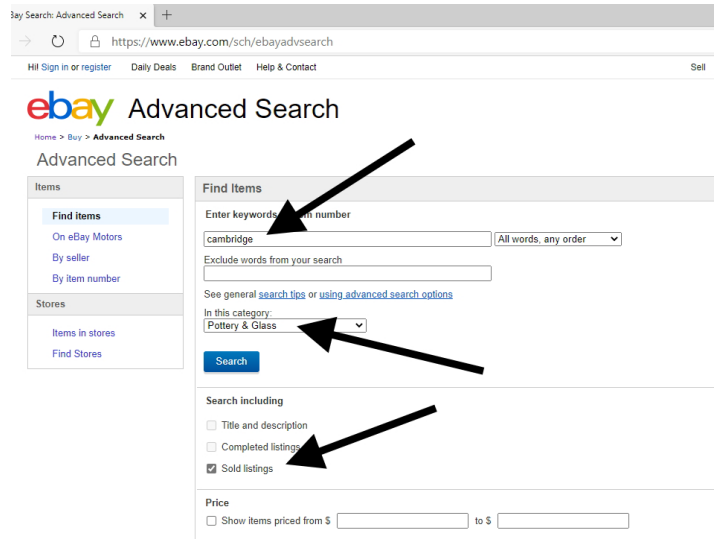 Bay Search: Advanced Search
https://www.ebay.com/sch/ebayadvsearch
Hi! Sign in or register Daily Deals Brand Outlet Help & Contact Sell
ebay Advanced Search
Home > Buy > Advanced Search
Advanced Search
Items
Find items
On eBay Motors
By seller
By item number
Stores
Items in stores
Find Stores
Find Items
Enter keywords number
cambridge All words, any order
Exclude words from your search
See general search tips or using advanced search options
In this category:
Pottery & Glass
Search
Search including
Title and description
Completed listings
Sold listings
Price
Show items priced from $ to $